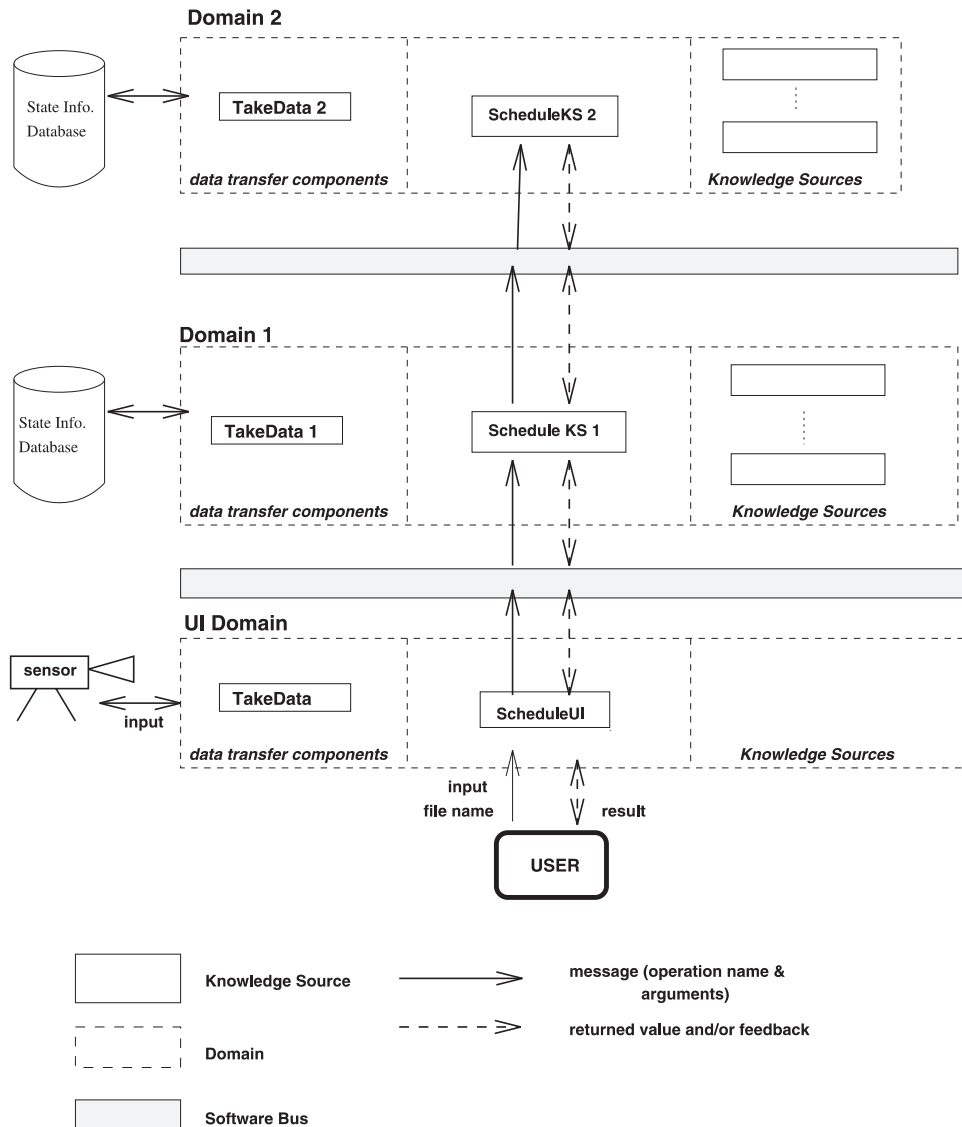 Domain 2
State Info.
Database
TakeData 2
ScheduleKS 2
data transfer components
Knowledge Sources
Domain 1
State Info.
Database
TakeData 1
Schedule KS 1
data transfer components
Knowledge Sources
UI Domain
sensor
input
TakeData
ScheduleUI
data transfer components
Knowledge Sources
input
file name
result
USER
Knowledge Source
message (operation name &
arguments)
returned value and/or feedback
Domain
Software Bus